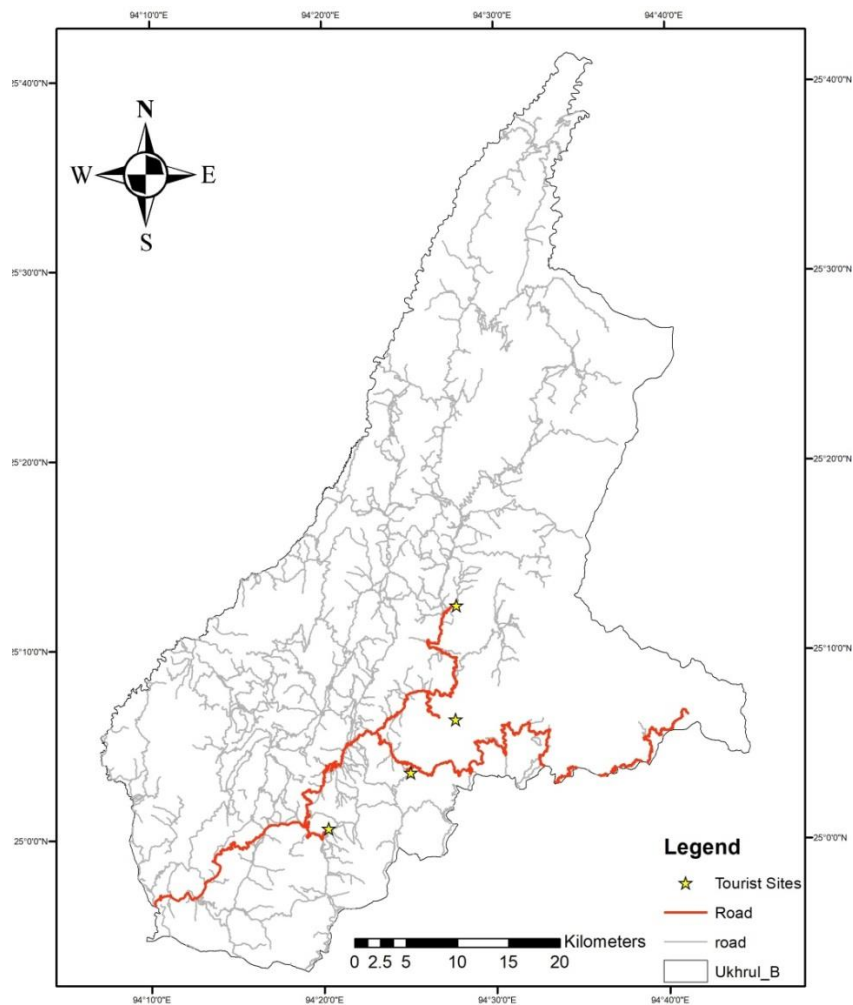 94°10'0"E 94°20'0"E 94°30'0"E 94°40'0"E
25°40'0"N 25°40'0"N
N
W E
S
25°30'0"N 25°30'0"N
25°20'0"N 25°20'0"N
25°10'0"N 25°10'0"N
25°0'0"N 25°0'0"N
Legend
Tourist Sites
Road
road
Ukhrul_B
Kilometers
0 2.5 5 10 15 20
94°10'0"E 94°20'0"E 94°30'0"E 94°40'0"E